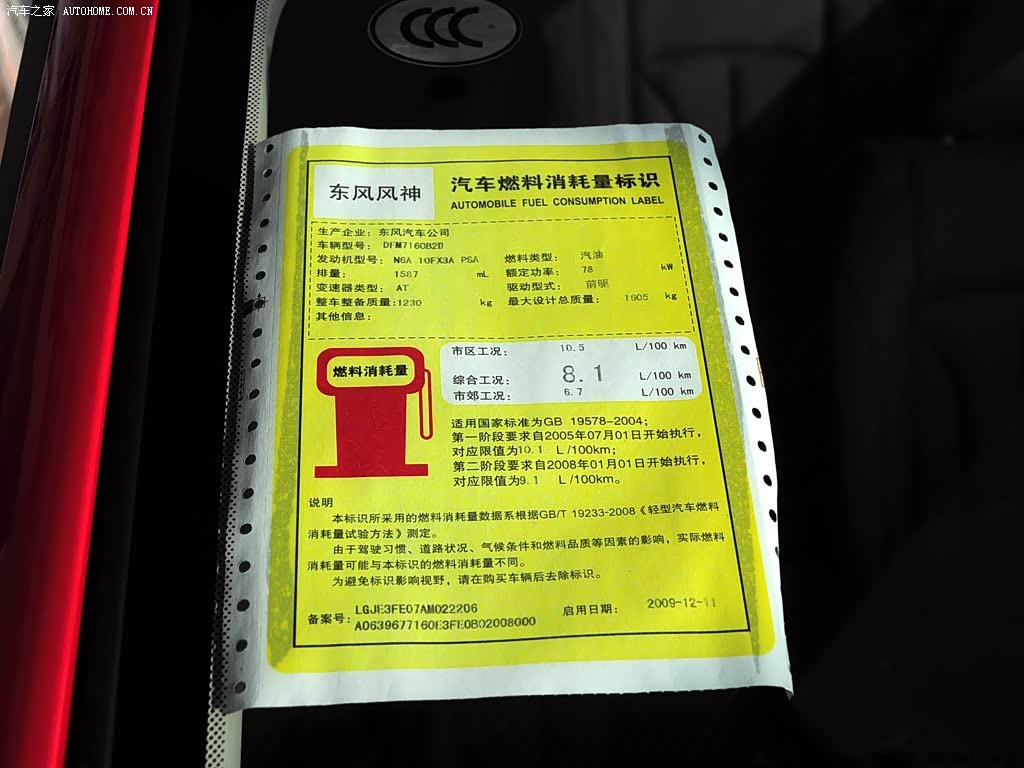 汽车之家 AUTOHOME.COM.CN
CCC
东风风神
汽车燃料消耗量标识
AUTOMOBILE FUEL CONSUMPTION LABEL
生产企业：东风汽车公司
车辆型号：DFM7160B2D
发动机型号：N6A 10FX3A PSA 燃料类型：汽油
排量：1587 mL 额定功率：78 kW
变速器类型：AT 驱动型式：前驱
整车整备质量：1230 kg 最大设计总质量：1605 kg
其他信息：
燃料消耗量
市区工况：10.5 L/100 km
综合工况：8.1 L/100 km
市郊工况：6.7 L/100 km
适用国家标准为GB 19578-2004；
第一阶段要求自2005年07月01日开始执行，
对应限值为10.1 L/100km；
第二阶段要求自2008年01月01日开始执行，
对应限值为9.1 L/100km。
说明
本标识所采用的燃料消耗量数据系根据GB/T 19233-2008《轻型汽车燃料
消耗量试验方法》测定。
由于驾驶习惯、道路状况、气候条件和燃料品质等因素的影响，实际燃料
消耗量可能与本标识的燃料消耗量不同。
为避免标识影响视野，请在购买车辆后去除标识。
备案号：LGJE3FE07AM022206
A0639677160E3FE0B02008000
启用日期：2009-12-11